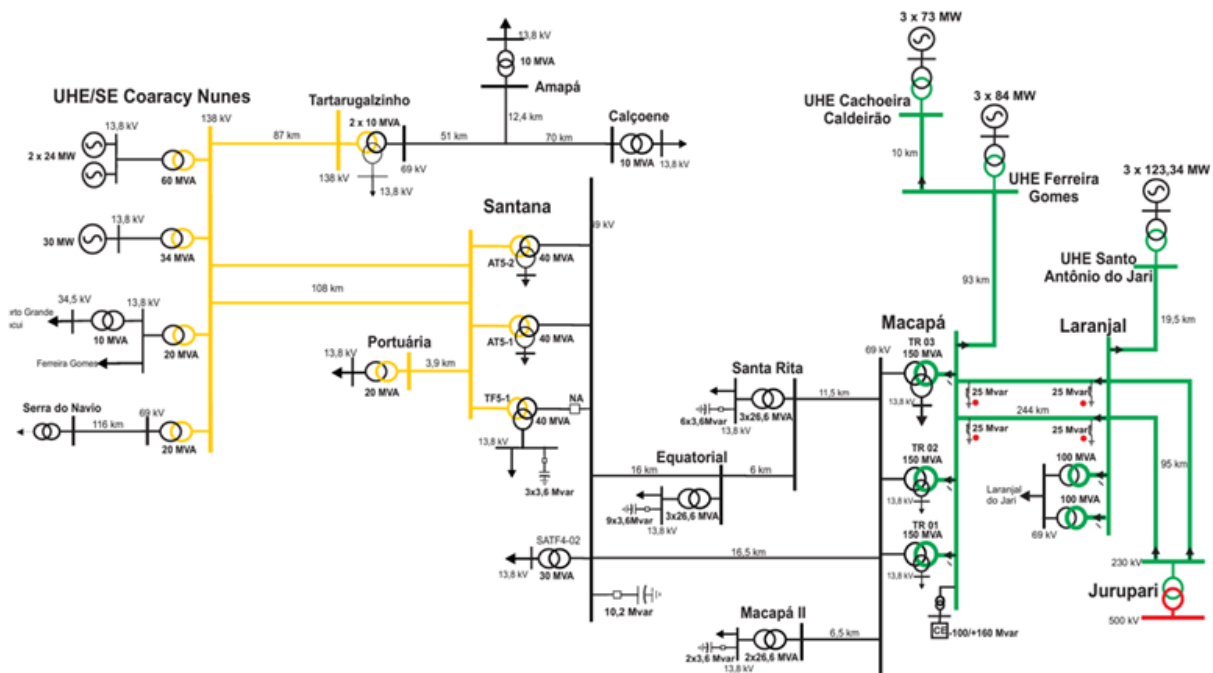 13,8 kV
10 MVA
Amapá
12,4 km
UHE/SE Coaracy Nunes
138 kV
13,8 kV
2 x 24 MW
60 MVA
87 km
Tartarugalzinho
2 x 10 MVA
138 kV
13,8 kV
51 km
69 kV
70 km
Calçoene
10 MVA
13,8 kV
13,8 kV
30 MW
34 MVA
34,5 kV
13,8 kV
10 MVA
20 MVA
Ferreira Gomes
Serra do Navio
116 km
69 kV
20 MVA
108 km
Santana
AT5-2
40 MVA
AT5-1
40 MVA
TF5-1
40 MVA
NA
13,8 kV
3x3,6 Mvar
Portuária
13,8 kV
20 MVA
3,9 km
SATF4-02
13,8 kV
30 MVA
10,2 Mvar
16 km
Equatorial
9x3,6Mvar
13,8 kV
3x26,6 MVA
6 km
Santa Rita
6x3,6Mvar
13,8 kV
3x26,6 MVA
11,5 km
16,5 km
Macapá II
2x3,6 Mvar
13,8 kV
2x26,6 MVA
6,5 km
69 kV
Macapá
TR 03
150 MVA
13,8 kV
TR 02
150 MVA
13,8 kV
TR 01
150 MVA
13,8 kV
CE
-100/+160 Mvar
3 x 73 MW
UHE Cachoeira
Caldeirão
10 km
3 x 84 MW
UHE Ferreira
Gomes
93 km
3 x 123,34 MW
UHE Santo
Antônio do Jari
19,5 km
Laranjal
25 Mvar
25 Mvar
244 km
25 Mvar
25 Mvar
100 MVA
100 MVA
Laranjal
do Jari
69 kV
95 km
230 kV
Jurupari
500 kV